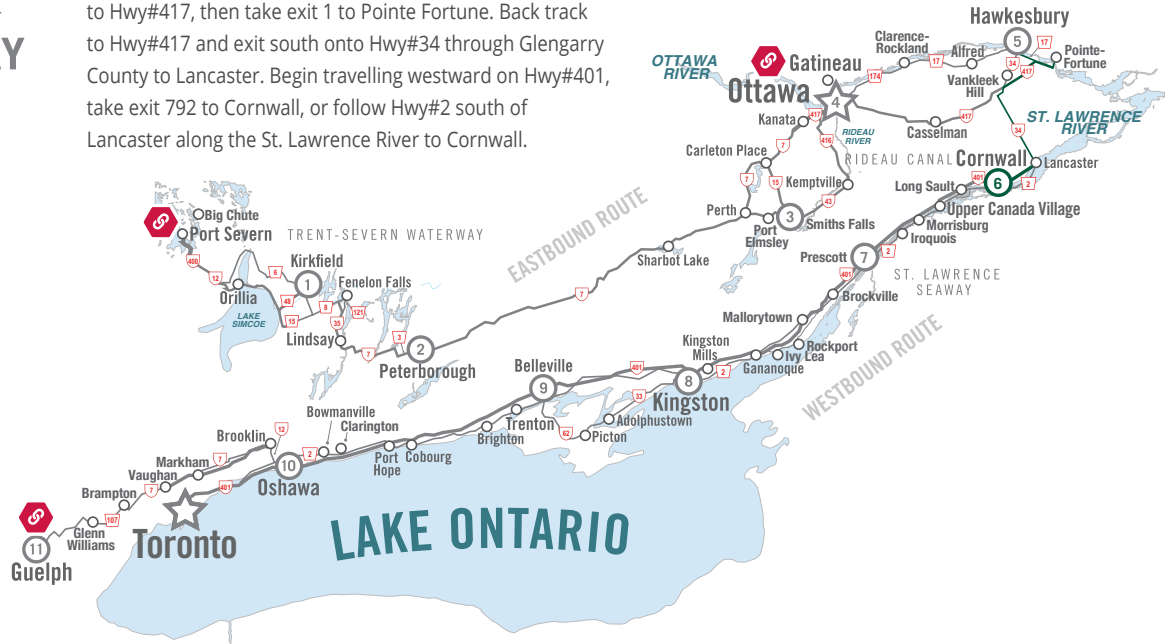 Y
to Hwy#417, then take exit 1 to Pointe Fortune. Back track
to Hwy#417 and exit south onto Hwy#34 through Glengarry
County to Lancaster. Begin travelling westward on Hwy#401,
take exit 792 to Cornwall, or follow Hwy#2 south of
Lancaster along the St. Lawrence River to Cornwall.
Hawkesbury
5
17
Clarence-
Rockland
Alfred
Pointe-
Fortune
OTTAWA
RIVER
Gatineau
174
17
34
417
Vankleek
Hill
Ottawa
4
Kanata
417
416
RIDEAU
RIVER
Casselman
417
34
ST. LAWRENCE
RIVER
Carleton Place
7
RIDEAU CANAL
Cornwall
Lancaster
7
15
Kemptville
Long Sault
401
6
2
43
Perth
3
Smiths Falls
Port
Elmsley
Upper Canada Village
Morrisburg
Iroquois
Big Chute
Port Severn
TRENT-SEVERN WATERWAY
EASTBOUND ROUTE
Sharbot Lake
Prescott
7
2
400
12
6
Kirkfield
1
Fenelon Falls
401
ST. LAWRENCE
SEAWAY
Orillia
48
8
121
7
Brockville
LAKE
SIMCOE
15
35
Mallorytown
Lindsay
3
7
2
Peterborough
Kingston
Mills
Rockport
Ivy Lea
Gananoque
WESTBOUND ROUTE
Belleville
9
401
8
2
Kingston
33
Bowmanville
Clarington
Trenton
Adolphustown
Brooklin
12
Brighton
62
Picton
7
2
Port
Hope
Cobourg
Markham
10
Vaughan
Oshawa
Brampton
7
401
107
Glenn
Williams
Toronto
LAKE ONTARIO
11
Guelph